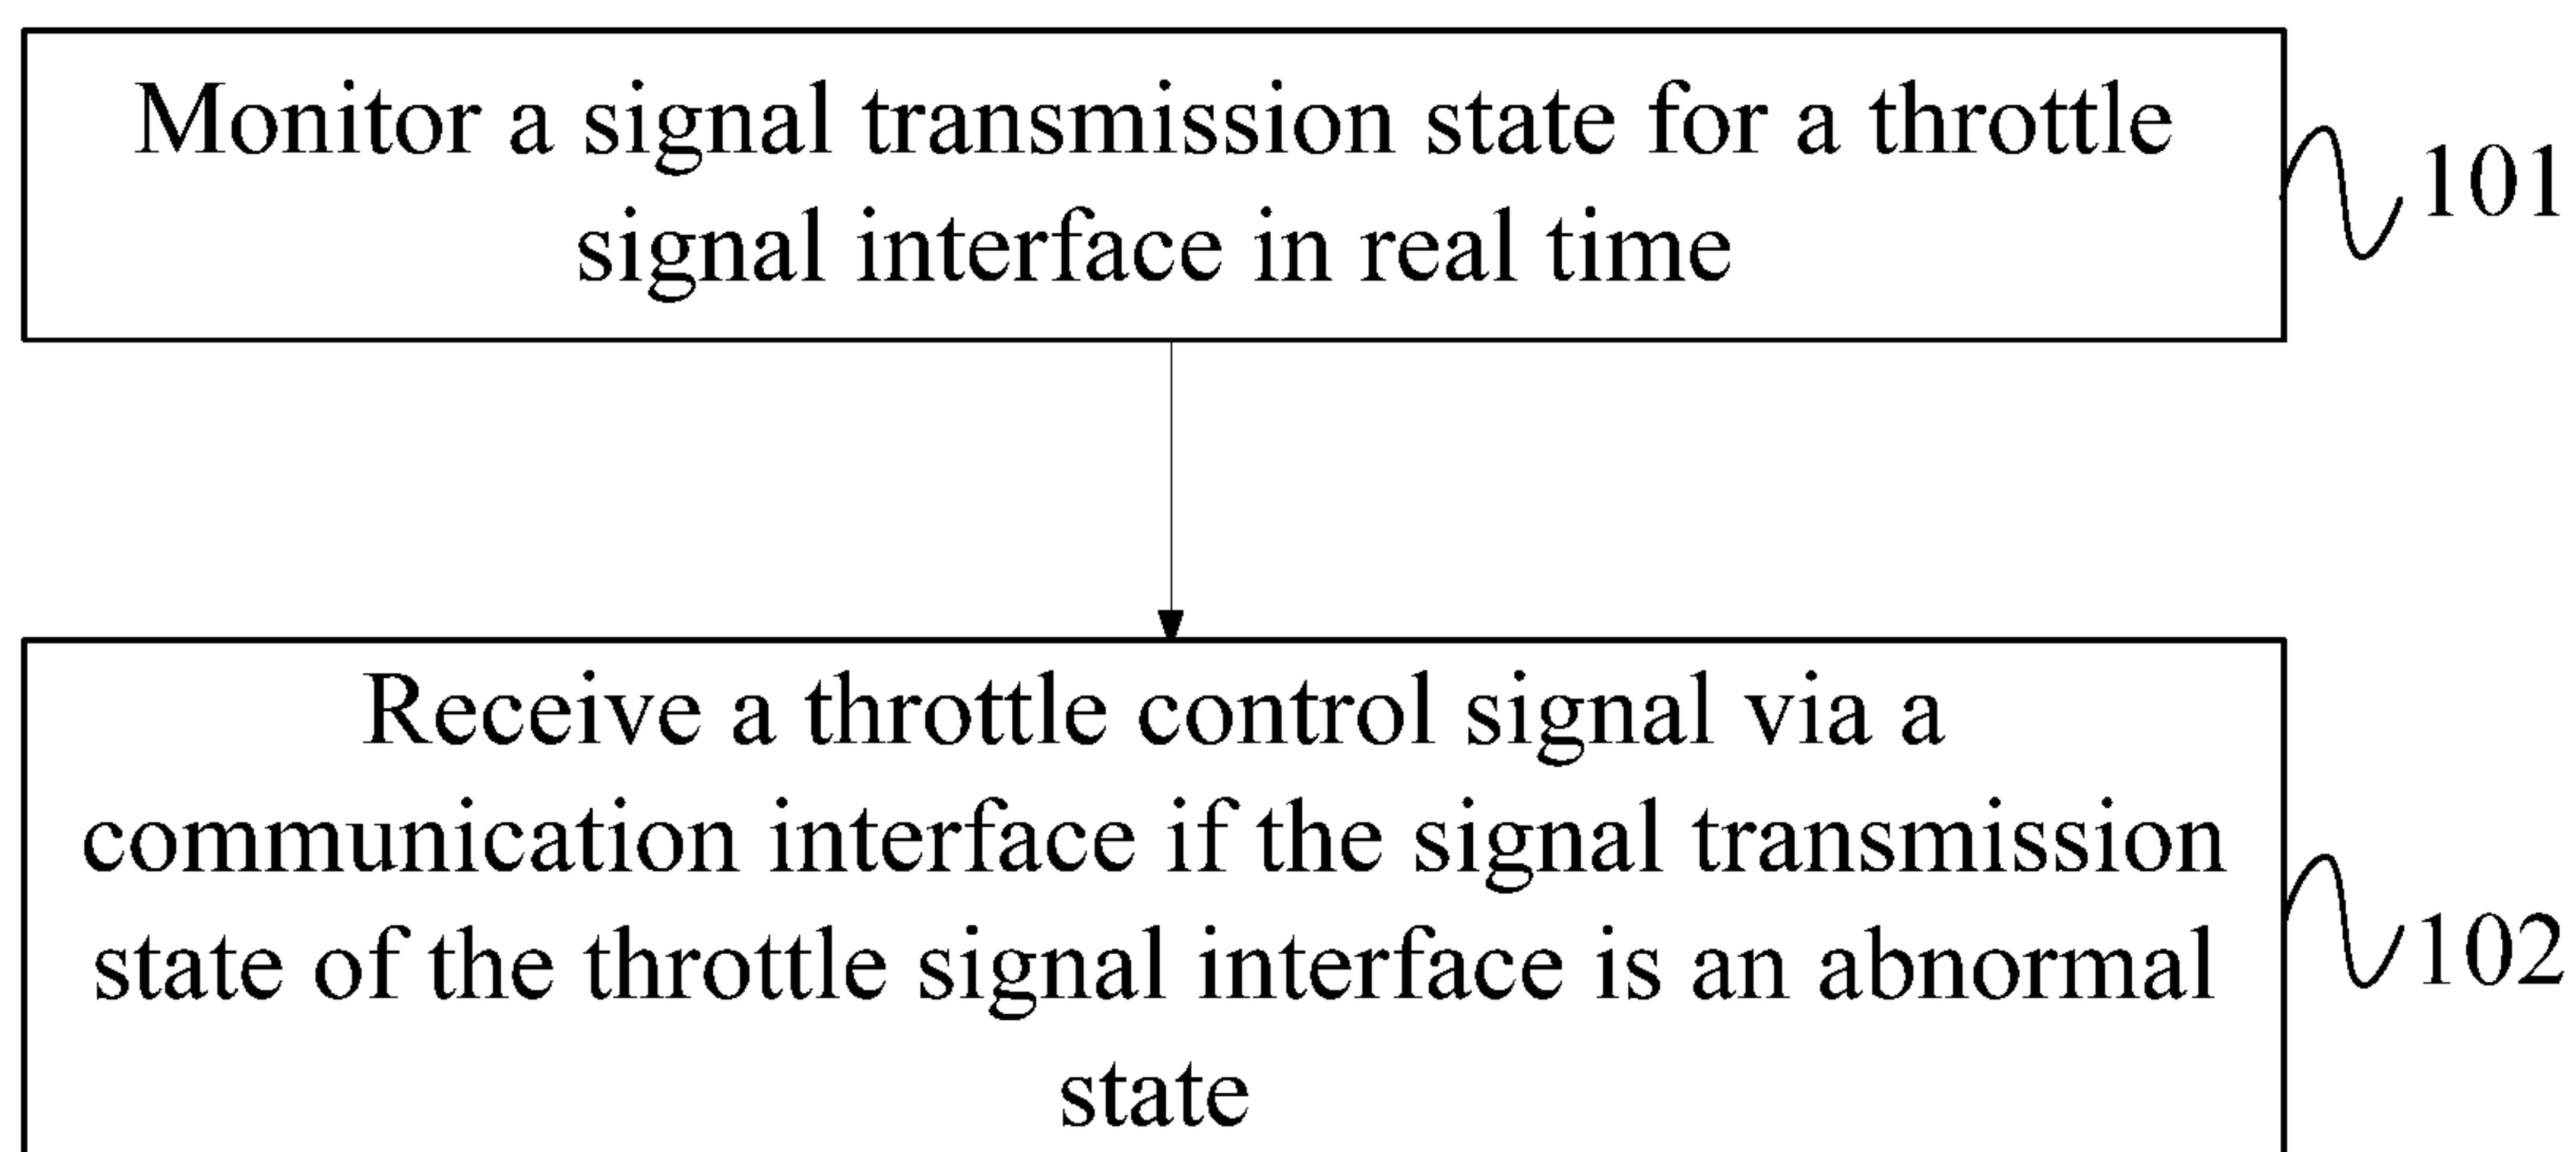 Monitor a signal transmission state for a throttle
signal interface in real time
101
Receive a throttle control signal via a
communication interface if the signal transmission
state of the throttle signal interface is an abnormal
state
102